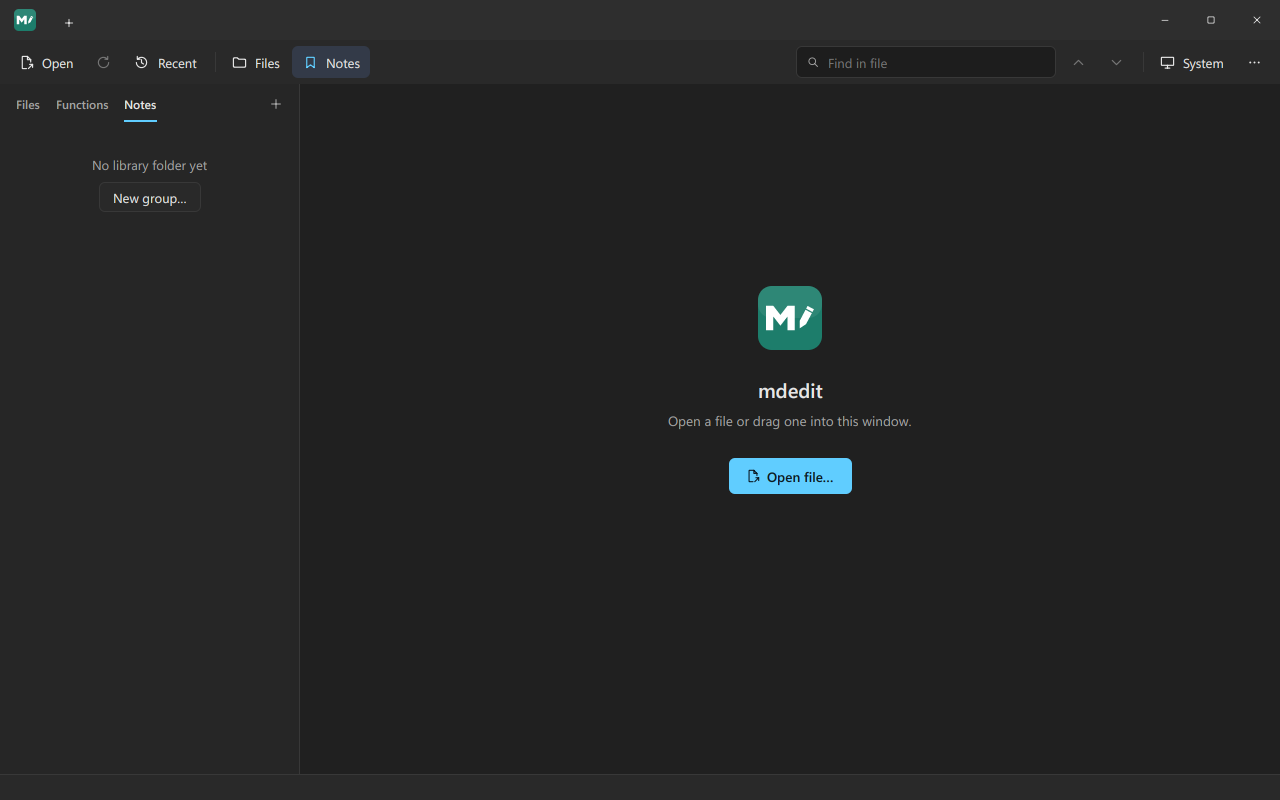 M
Open
Recent
Files
Notes
Find in file
System
Files
Functions
Notes
No library folder yet
New group...
M
mdedit
Open a file or drag one into this window.
Open file...